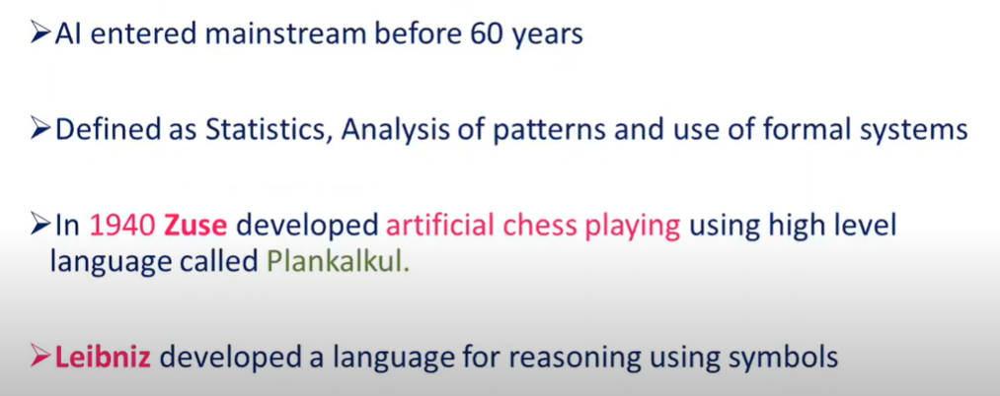 ➢AI entered mainstream before 60 years
➢Defined as Statistics, Analysis of patterns and use of formal systems
➢In 1940 Zuse developed artificial chess playing using high level
language called Plankalkul.
➢Leibniz developed a language for reasoning using symbols